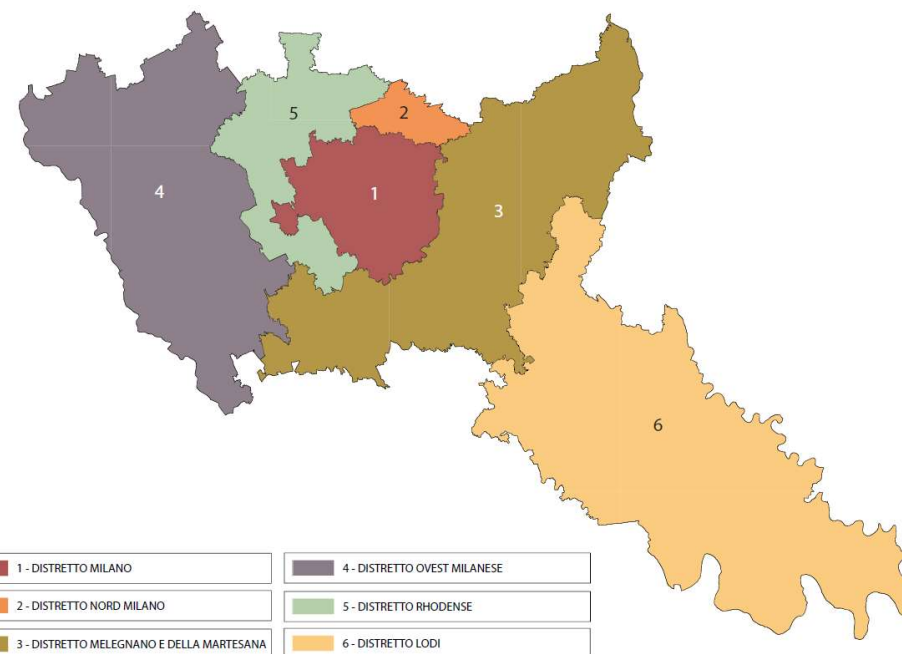 5
2
4
1
3
6
1 - DISTRETTO MILANO
2 - DISTRETTO NORD MILANO
3 - DISTRETTO MELEGNANO E DELLA MARTESANA
4 - DISTRETTO OVEST MILANESE
5 - DISTRETTO RHODENSE
6 - DISTRETTO LODI